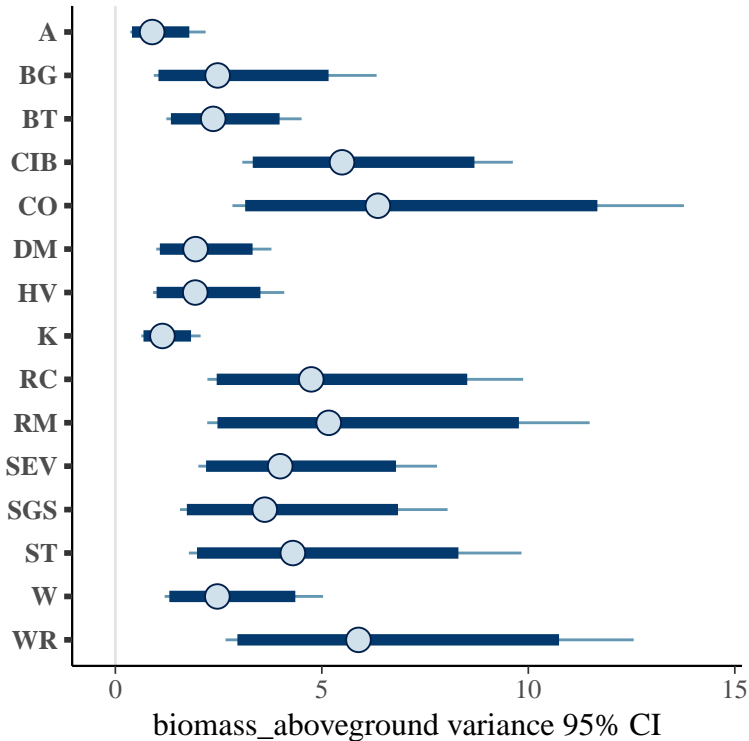 A
BG
BT
CIB
CO
DM
HV
K
RC
RM
SEV
SGS
ST
W
WR
0 5 10 15
biomass_aboveground variance 95% CI